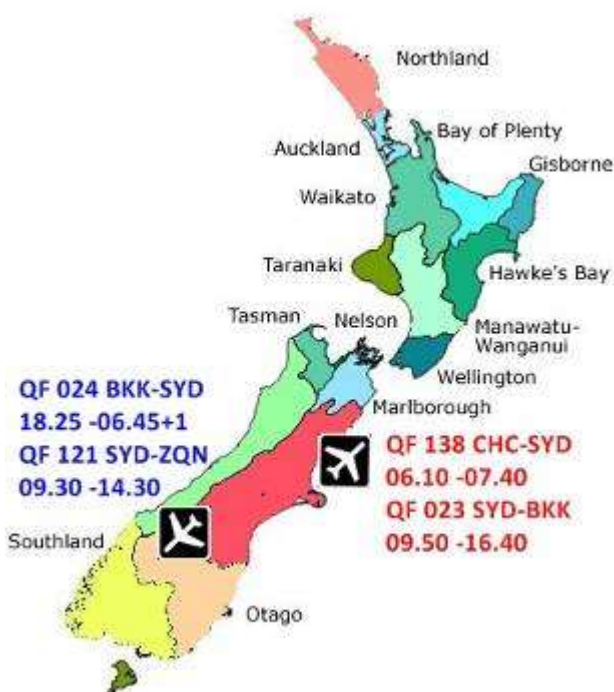 Northland
Bay of Plenty
Auckland
Gisborne
Waikato
Taranaki
Hawke's Bay
Tasman
Nelson
Manawatu-
Wanganui
Wellington
Marlborough
QF 024 BKK-SYD
18.25 -06.45+1
QF 121 SYD-ZQN
09.30 -14.30
QF 138 CHC-SYD
06.10 -07.40
QF 023 SYD-BKK
09.50 -16.40
Southland
Otago